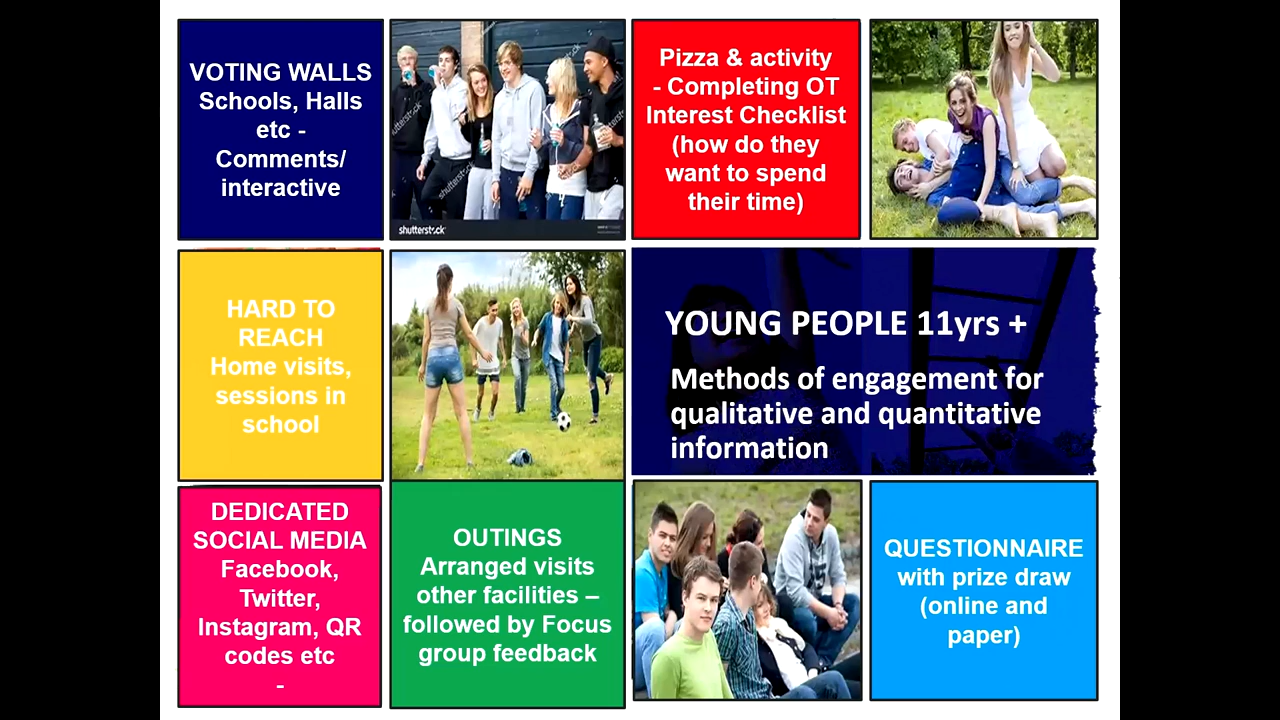 VOTING WALLS
Schools, Halls
etc -
Comments/
interactive
shutterstock
shutterstock
shutterstock
shutterstock
Pizza & activity
- Completing OT
Interest Checklist
(how do they
want to spend
their time)
HARD TO
REACH
Home visits,
sessions in
school
YOUNG PEOPLE 11yrs +
Methods of engagement for
qualitative and quantitative
information
DEDICATED
SOCIAL MEDIA
Facebook,
Twitter,
Instagram, QR
codes etc
-
OUTINGS
Arranged visits
other facilities –
followed by Focus
group feedback
QUESTIONNAIRE
with prize draw
(online and
paper)